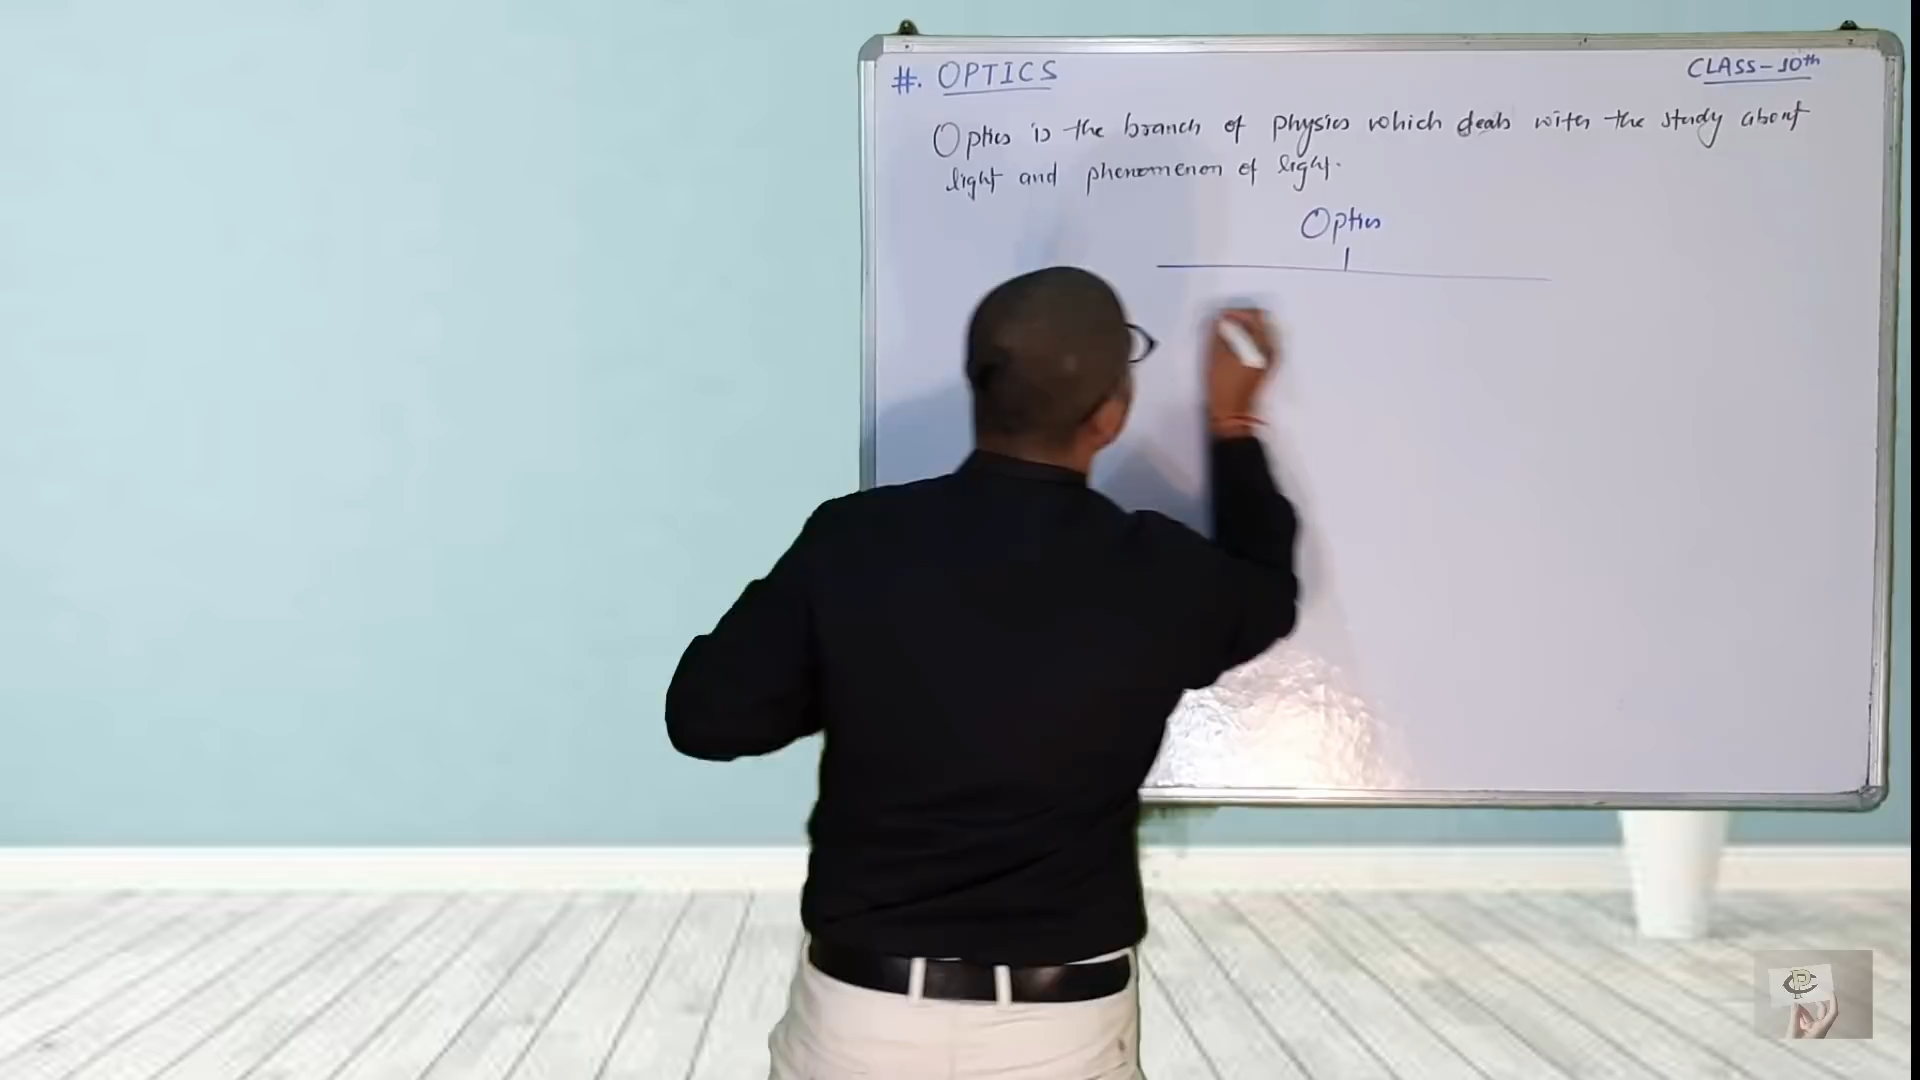 #. OPTICS
CLASS-10th
Optics is the branch of physics which deals with the study about
light and phenomenon of light.
Optics